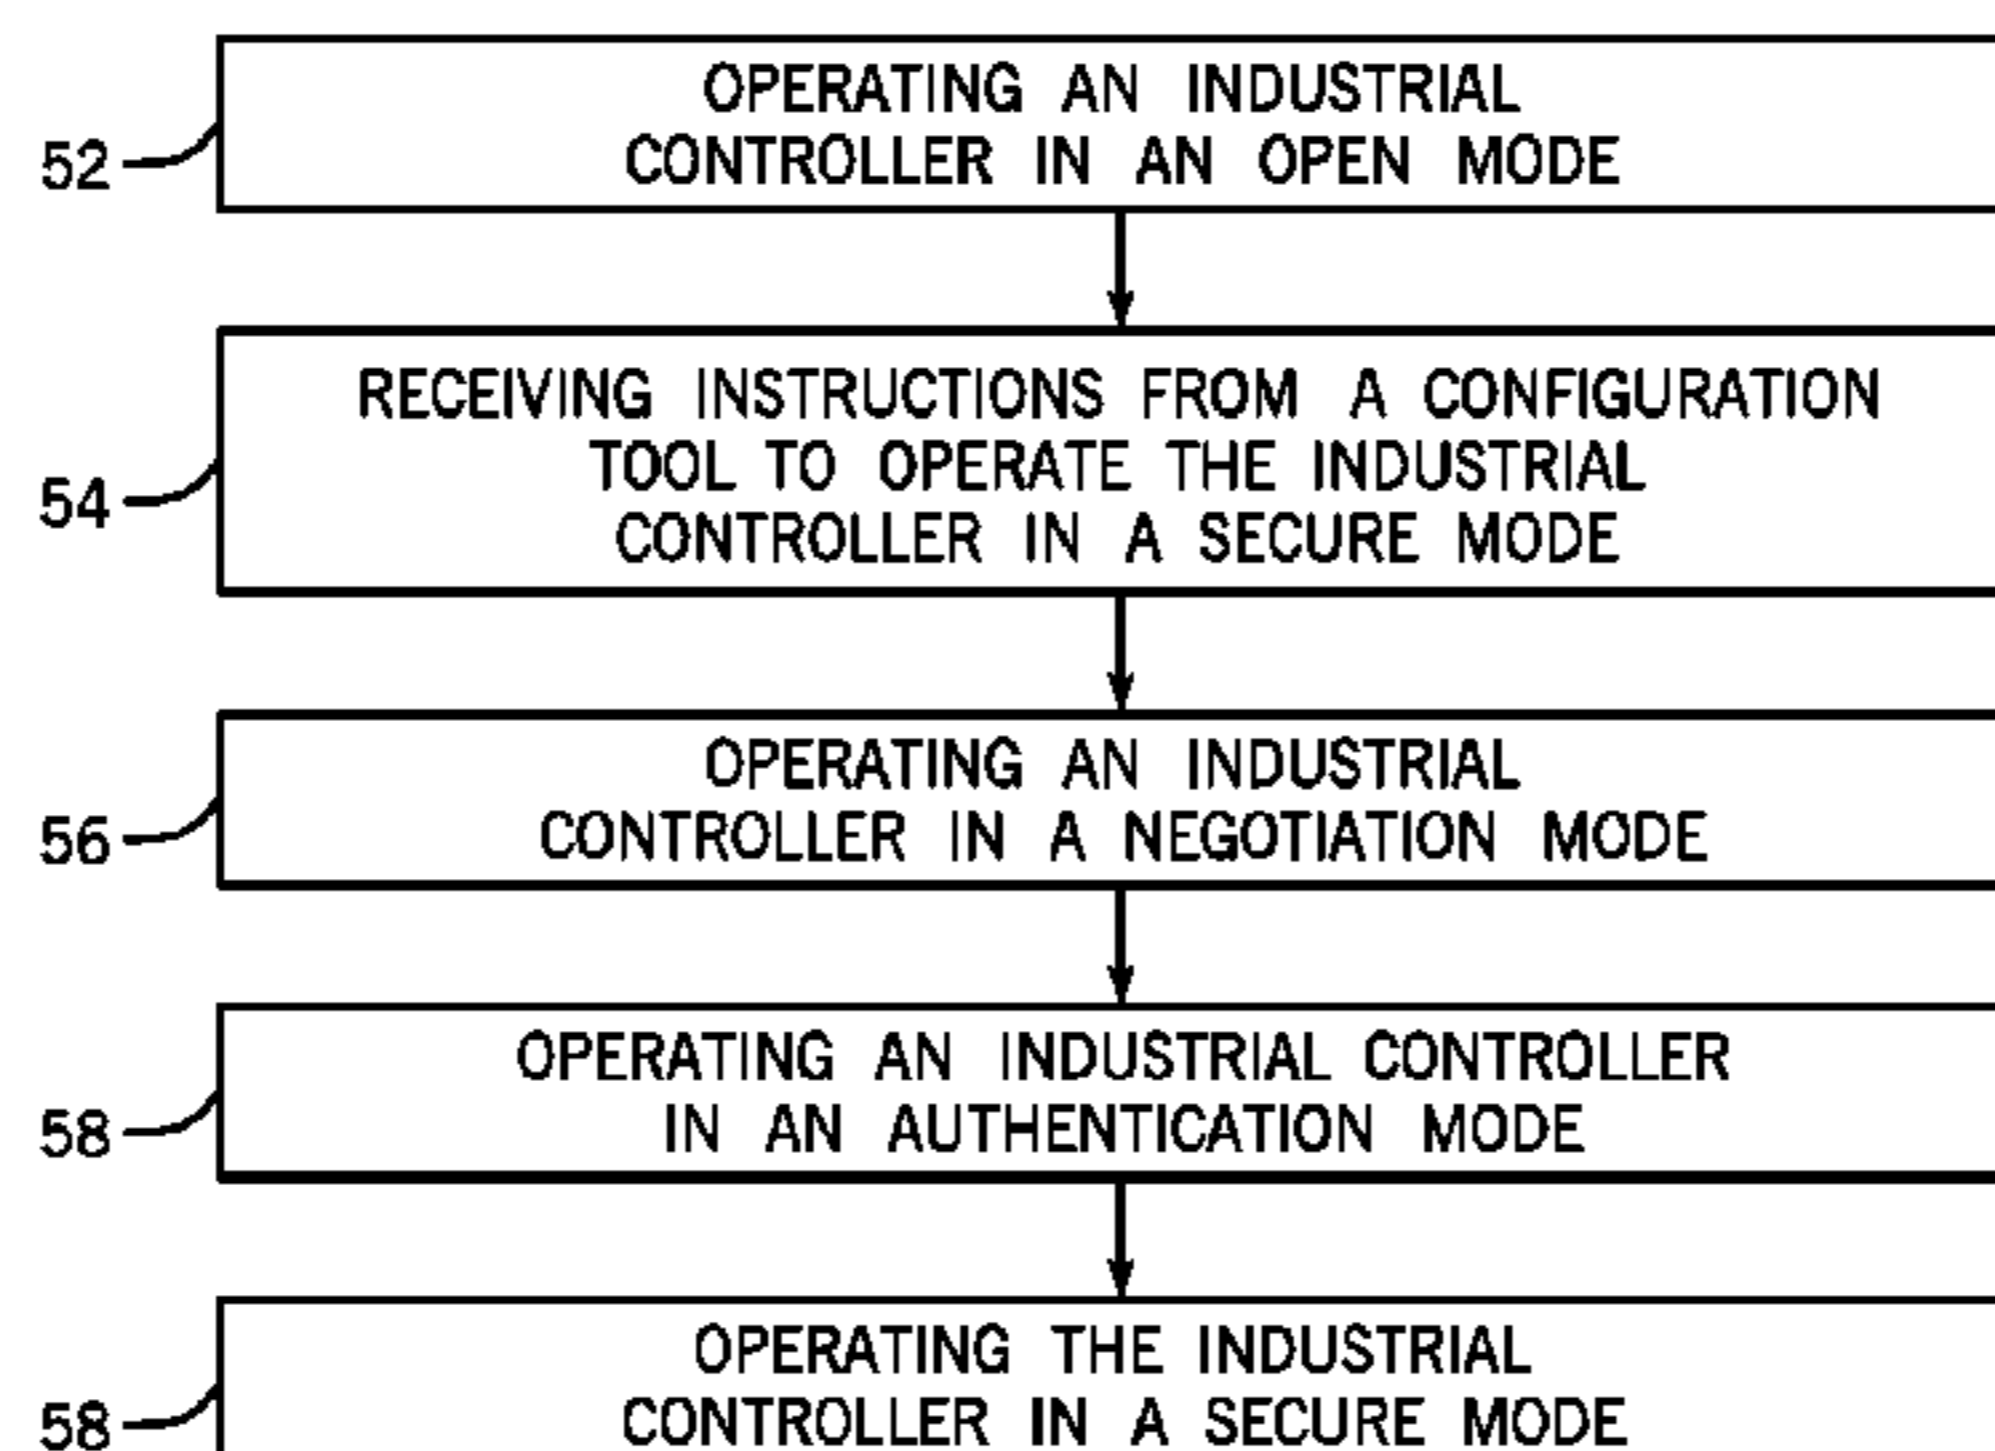 OPERATING AN INDUSTRIAL
CONTROLLER IN AN OPEN MODE
52
RECEIVING INSTRUCTIONS FROM A CONFIGURATION
TOOL TO OPERATE THE INDUSTRIAL
CONTROLLER IN A SECURE MODE
54
OPERATING AN INDUSTRIAL
CONTROLLER IN A NEGOTIATION MODE
56
OPERATING AN INDUSTRIAL CONTROLLER
IN AN AUTHENTICATION MODE
58
OPERATING THE INDUSTRIAL
CONTROLLER IN A SECURE MODE
58